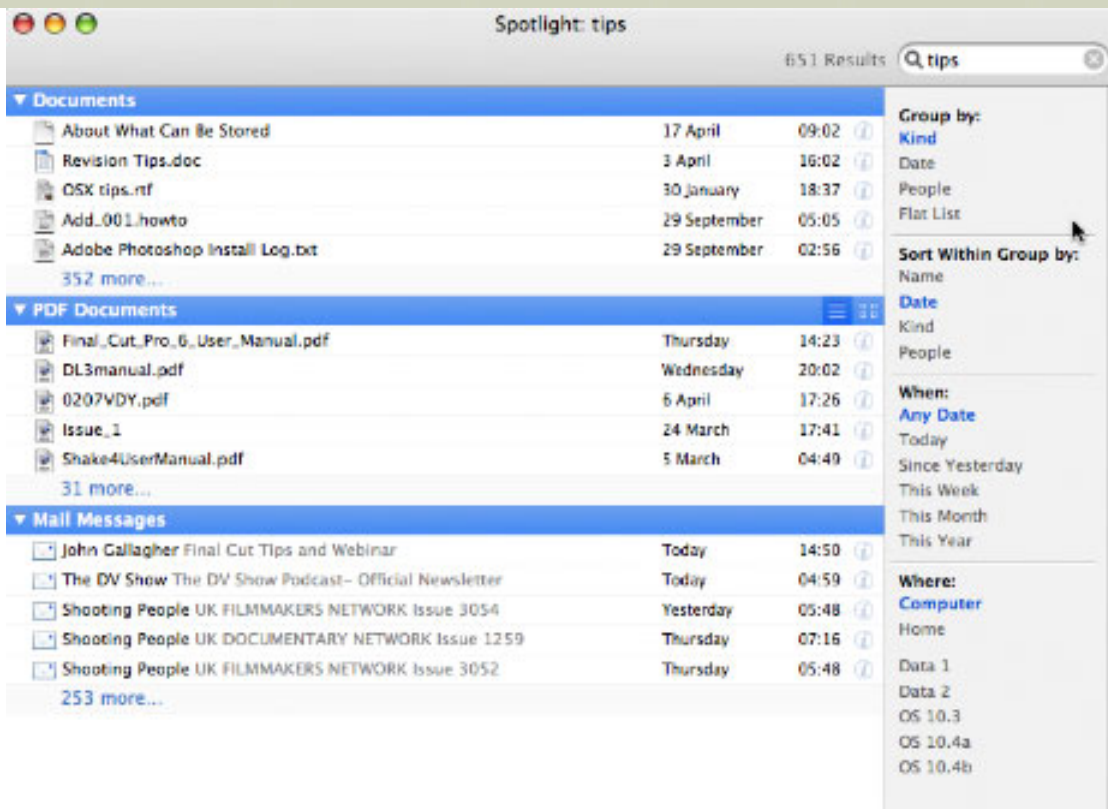 Spotlight: tips
651 Results tips
Documents
About What Can Be Stored 17 April 09:02
Revision Tips.doc 3 April 16:02
OSX tips.rtf 30 January 18:37
Add_001.howto 29 September 05:05
Adobe Photoshop Install Log.txt 29 September 02:56
352 more...
PDF Documents
Final_Cut_Pro_6_User_Manual.pdf Thursday 14:23
DL3manual.pdf Wednesday 20:02
0207VDY.pdf 6 April 17:26
Issue_1 24 March 17:41
Shake4UserManual.pdf 5 March 04:49
31 more...
Mail Messages
John Gallagher Final Cut Tips and Webinar Today 14:50
The DV Show The DV Show Podcast– Official Newsletter Today 04:59
Shooting People UK FILMMAKERS NETWORK Issue 3054 Yesterday 05:48
Shooting People UK DOCUMENTARY NETWORK Issue 1259 Thursday 07:16
Shooting People UK FILMMAKERS NETWORK Issue 3052 Thursday 05:48
253 more...
Group by:
Kind
Date
People
Flat List
Sort Within Group by:
Name
Date
Kind
People
When:
Any Date
Today
Since Yesterday
This Week
This Month
This Year
Where:
Computer
Home
Data 1
Data 2
OS 10.3
OS 10.4a
OS 10.4b